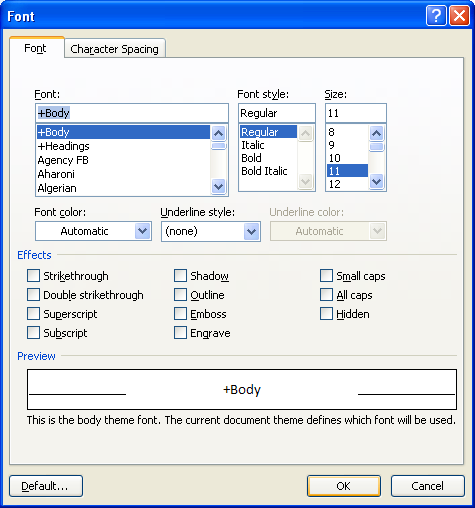 Font
Font Character Spacing
Font: Font style: Size:
+Body Regular 11
+Body Regular 8
+Headings Italic 9
Agency FB Bold 10
Aharoni Bold Italic 11
Algerian 12
Font color: Underline style: Underline color:
Automatic (none) Automatic
Effects
Strikethrough Shadow Small caps
Double strikethrough Outline All caps
Superscript Emboss Hidden
Subscript Engrave
Preview
+Body
This is the body theme font. The current document theme defines which font will be used.
Default... OK Cancel